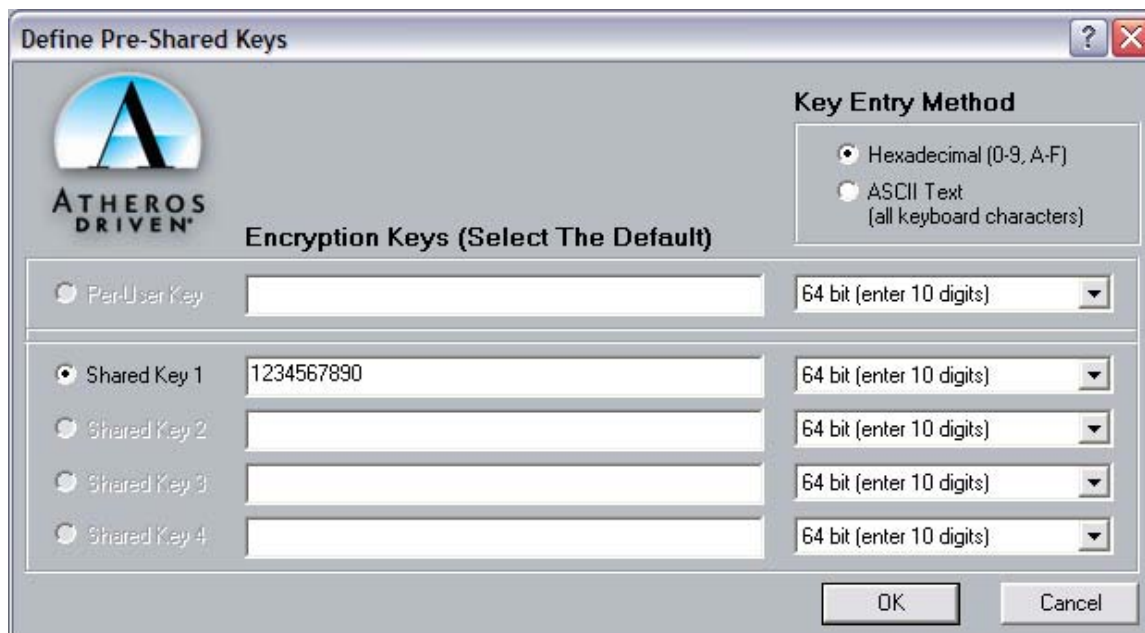 Define Pre-Shared Keys
?
A
ATHEROS
DRIVEN®
Key Entry Method
Hexadecimal (0-9, A-F)
ASCII Text
(all keyboard characters)
Encryption Keys (Select The Default)
Per-User Key 64 bit (enter 10 digits)
Shared Key 1 1234567890 64 bit (enter 10 digits)
Shared Key 2 64 bit (enter 10 digits)
Shared Key 3 64 bit (enter 10 digits)
Shared Key 4 64 bit (enter 10 digits)
OK Cancel